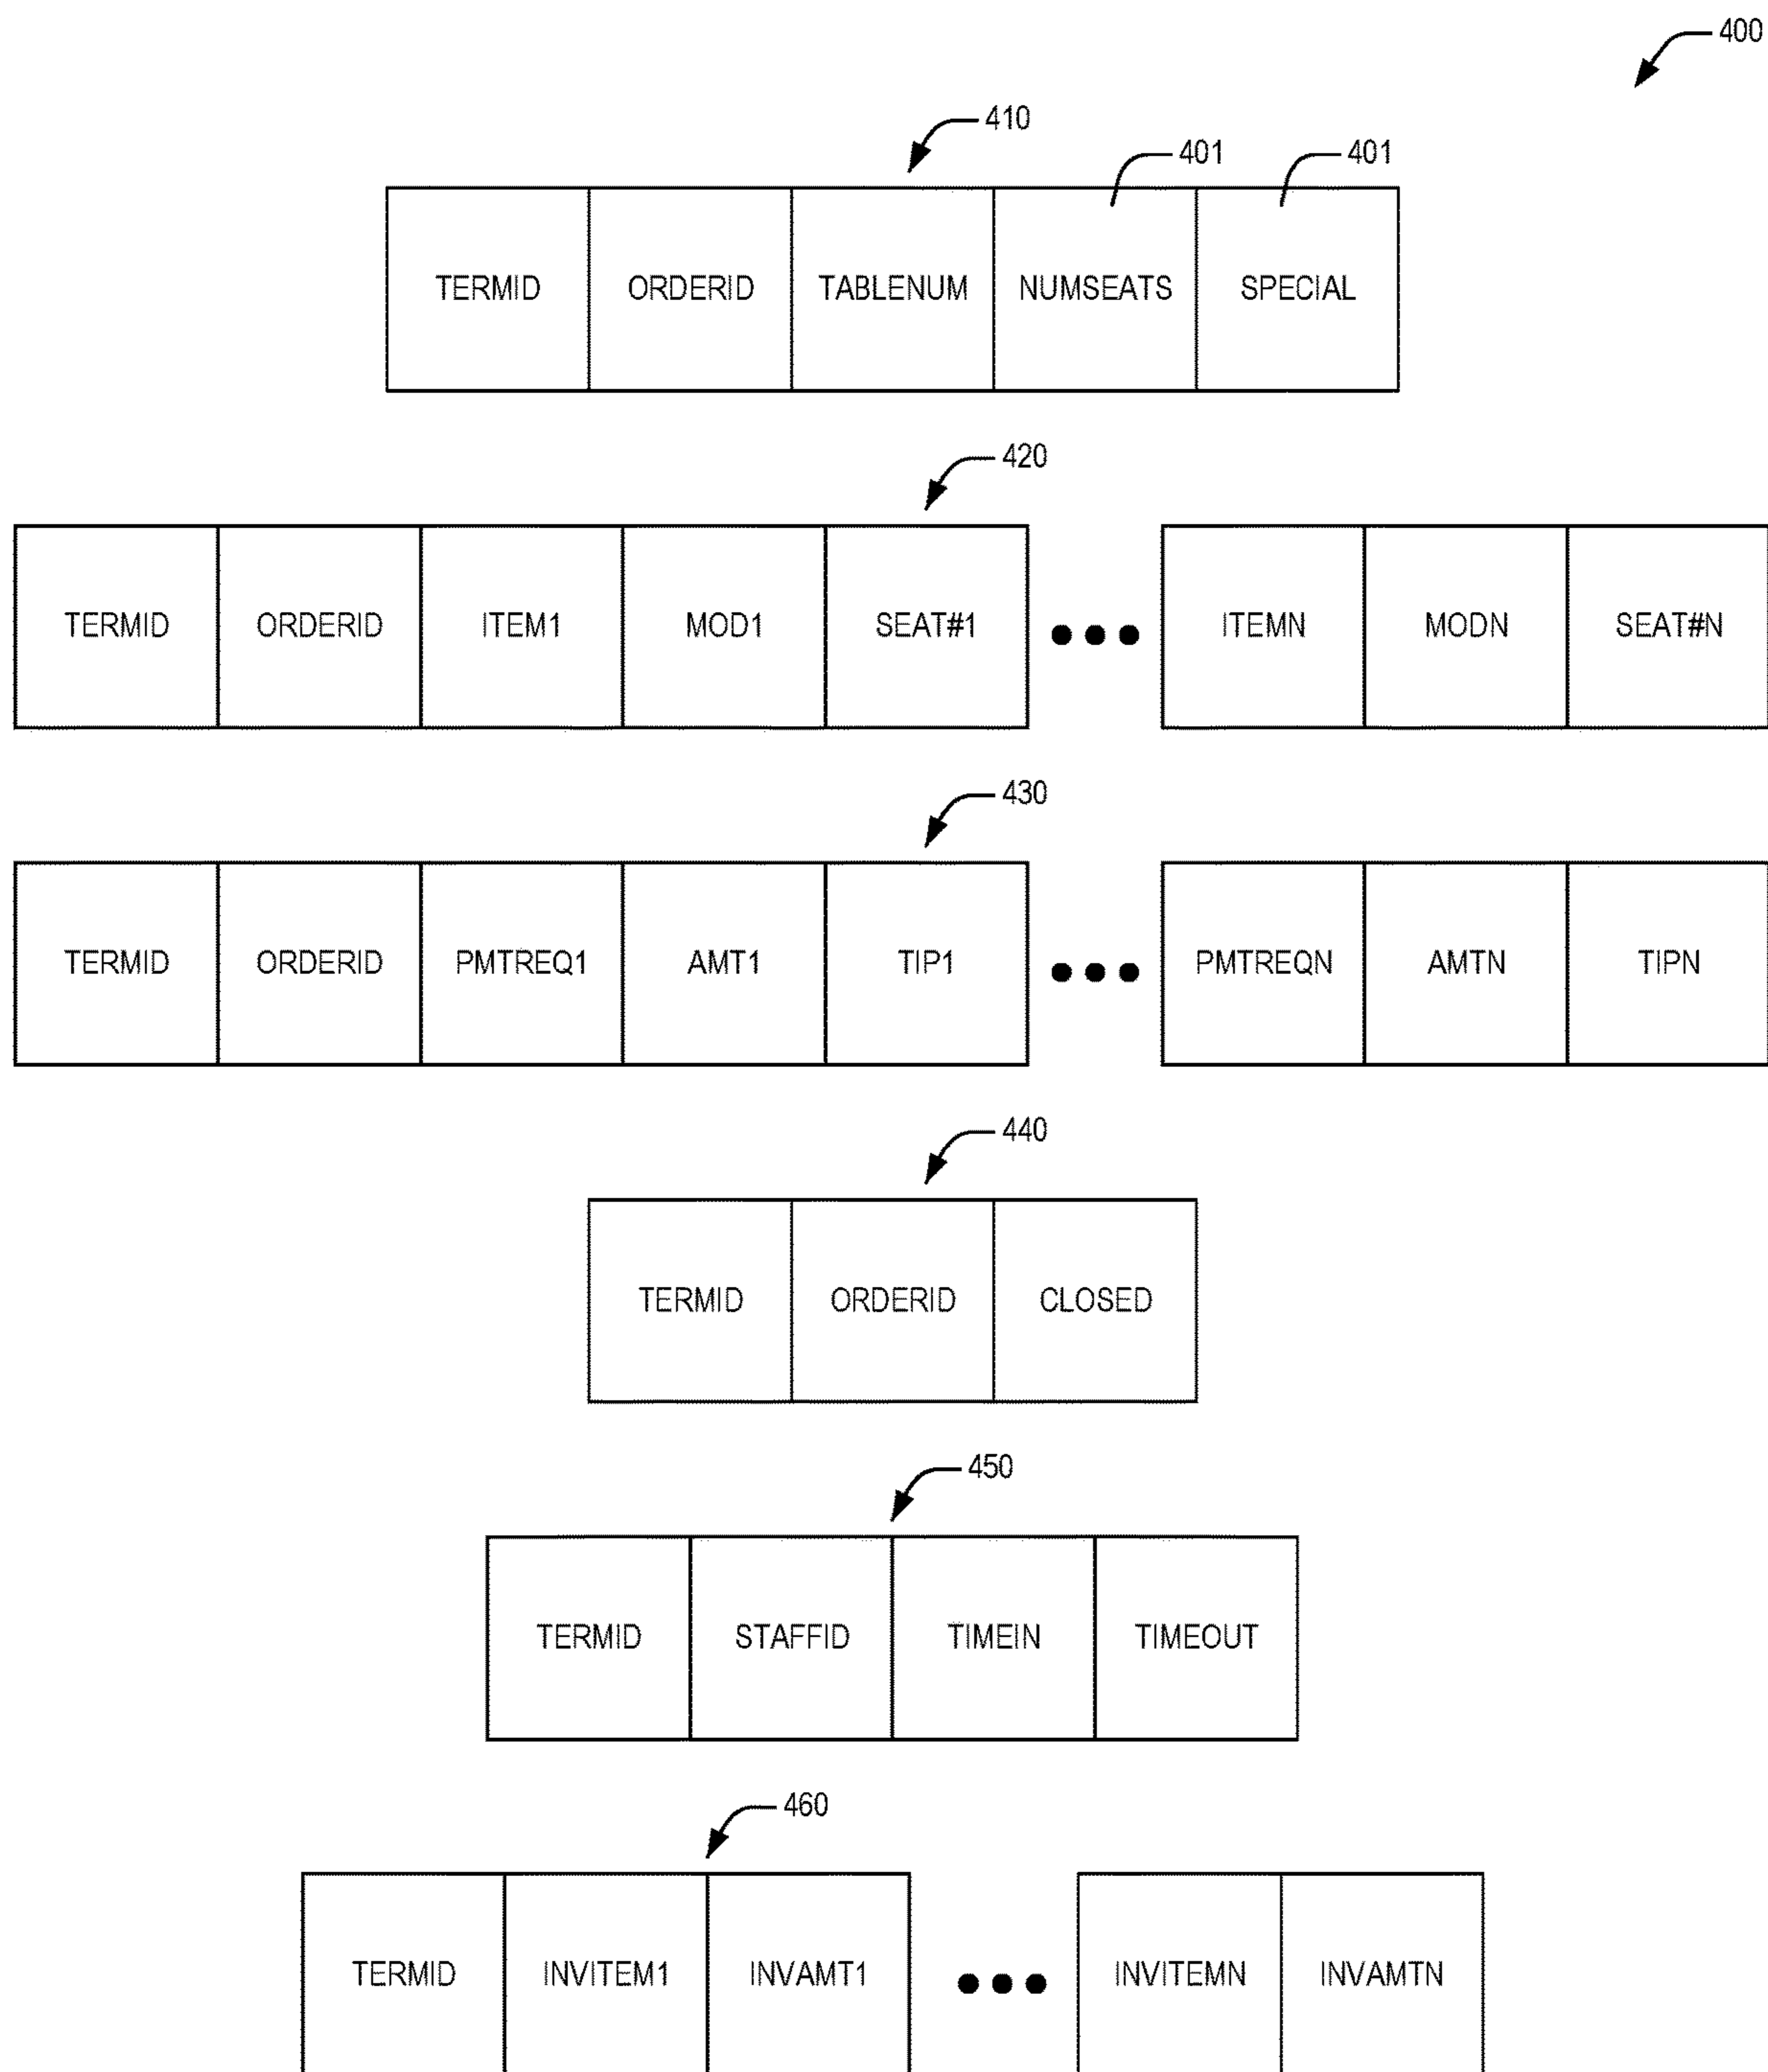 400
410
401 401
TERMID ORDERID TABLENUM NUMSEATS SPECIAL
420
TERMID ORDERID ITEM1 MOD1 SEAT#1 ●●● ITEMN MODN SEAT#N
430
TERMID ORDERID PMTREQ1 AMT1 TIP1 ●●● PMTREQN AMTN TIPN
440
TERMID ORDERID CLOSED
450
TERMID STAFFID TIMEIN TIMEOUT
460
TERMID INVITEM1 INVAMT1 ●●● INVITEMN INVAMTN